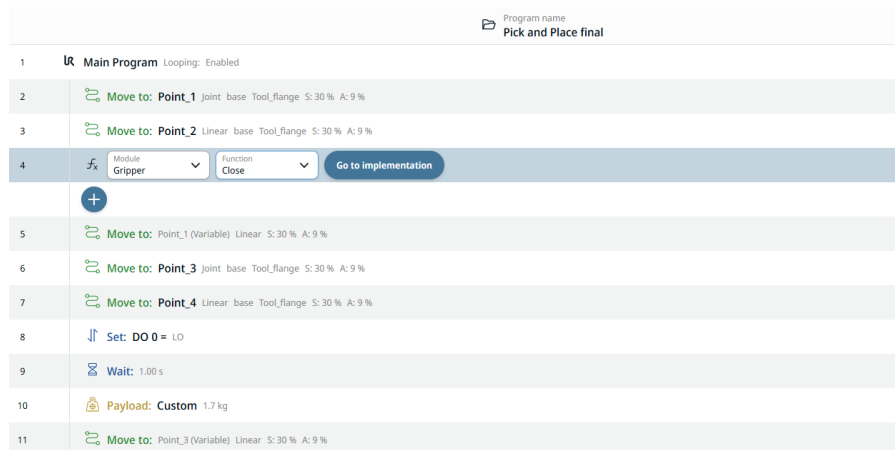 Program name
Pick and Place final
1 Main Program Looping: Enabled
2 Move to: Point_1 Joint base Tool_flange S: 30 % A: 9 %
3 Move to: Point_2 Linear base Tool_flange S: 30 % A: 9 %
4 fx Module Gripper Function Close Go to implementation
5 Move to: Point_1 (Variable) Linear S: 30 % A: 9 %
6 Move to: Point_3 Joint base Tool_flange S: 30 % A: 9 %
7 Move to: Point_4 Linear base Tool_flange S: 30 % A: 9 %
8 Set: DO 0 = LO
9 Wait: 1.00 s
10 Payload: Custom 1.7 kg
11 Move to: Point_3 (Variable) Linear S: 30 % A: 9 %